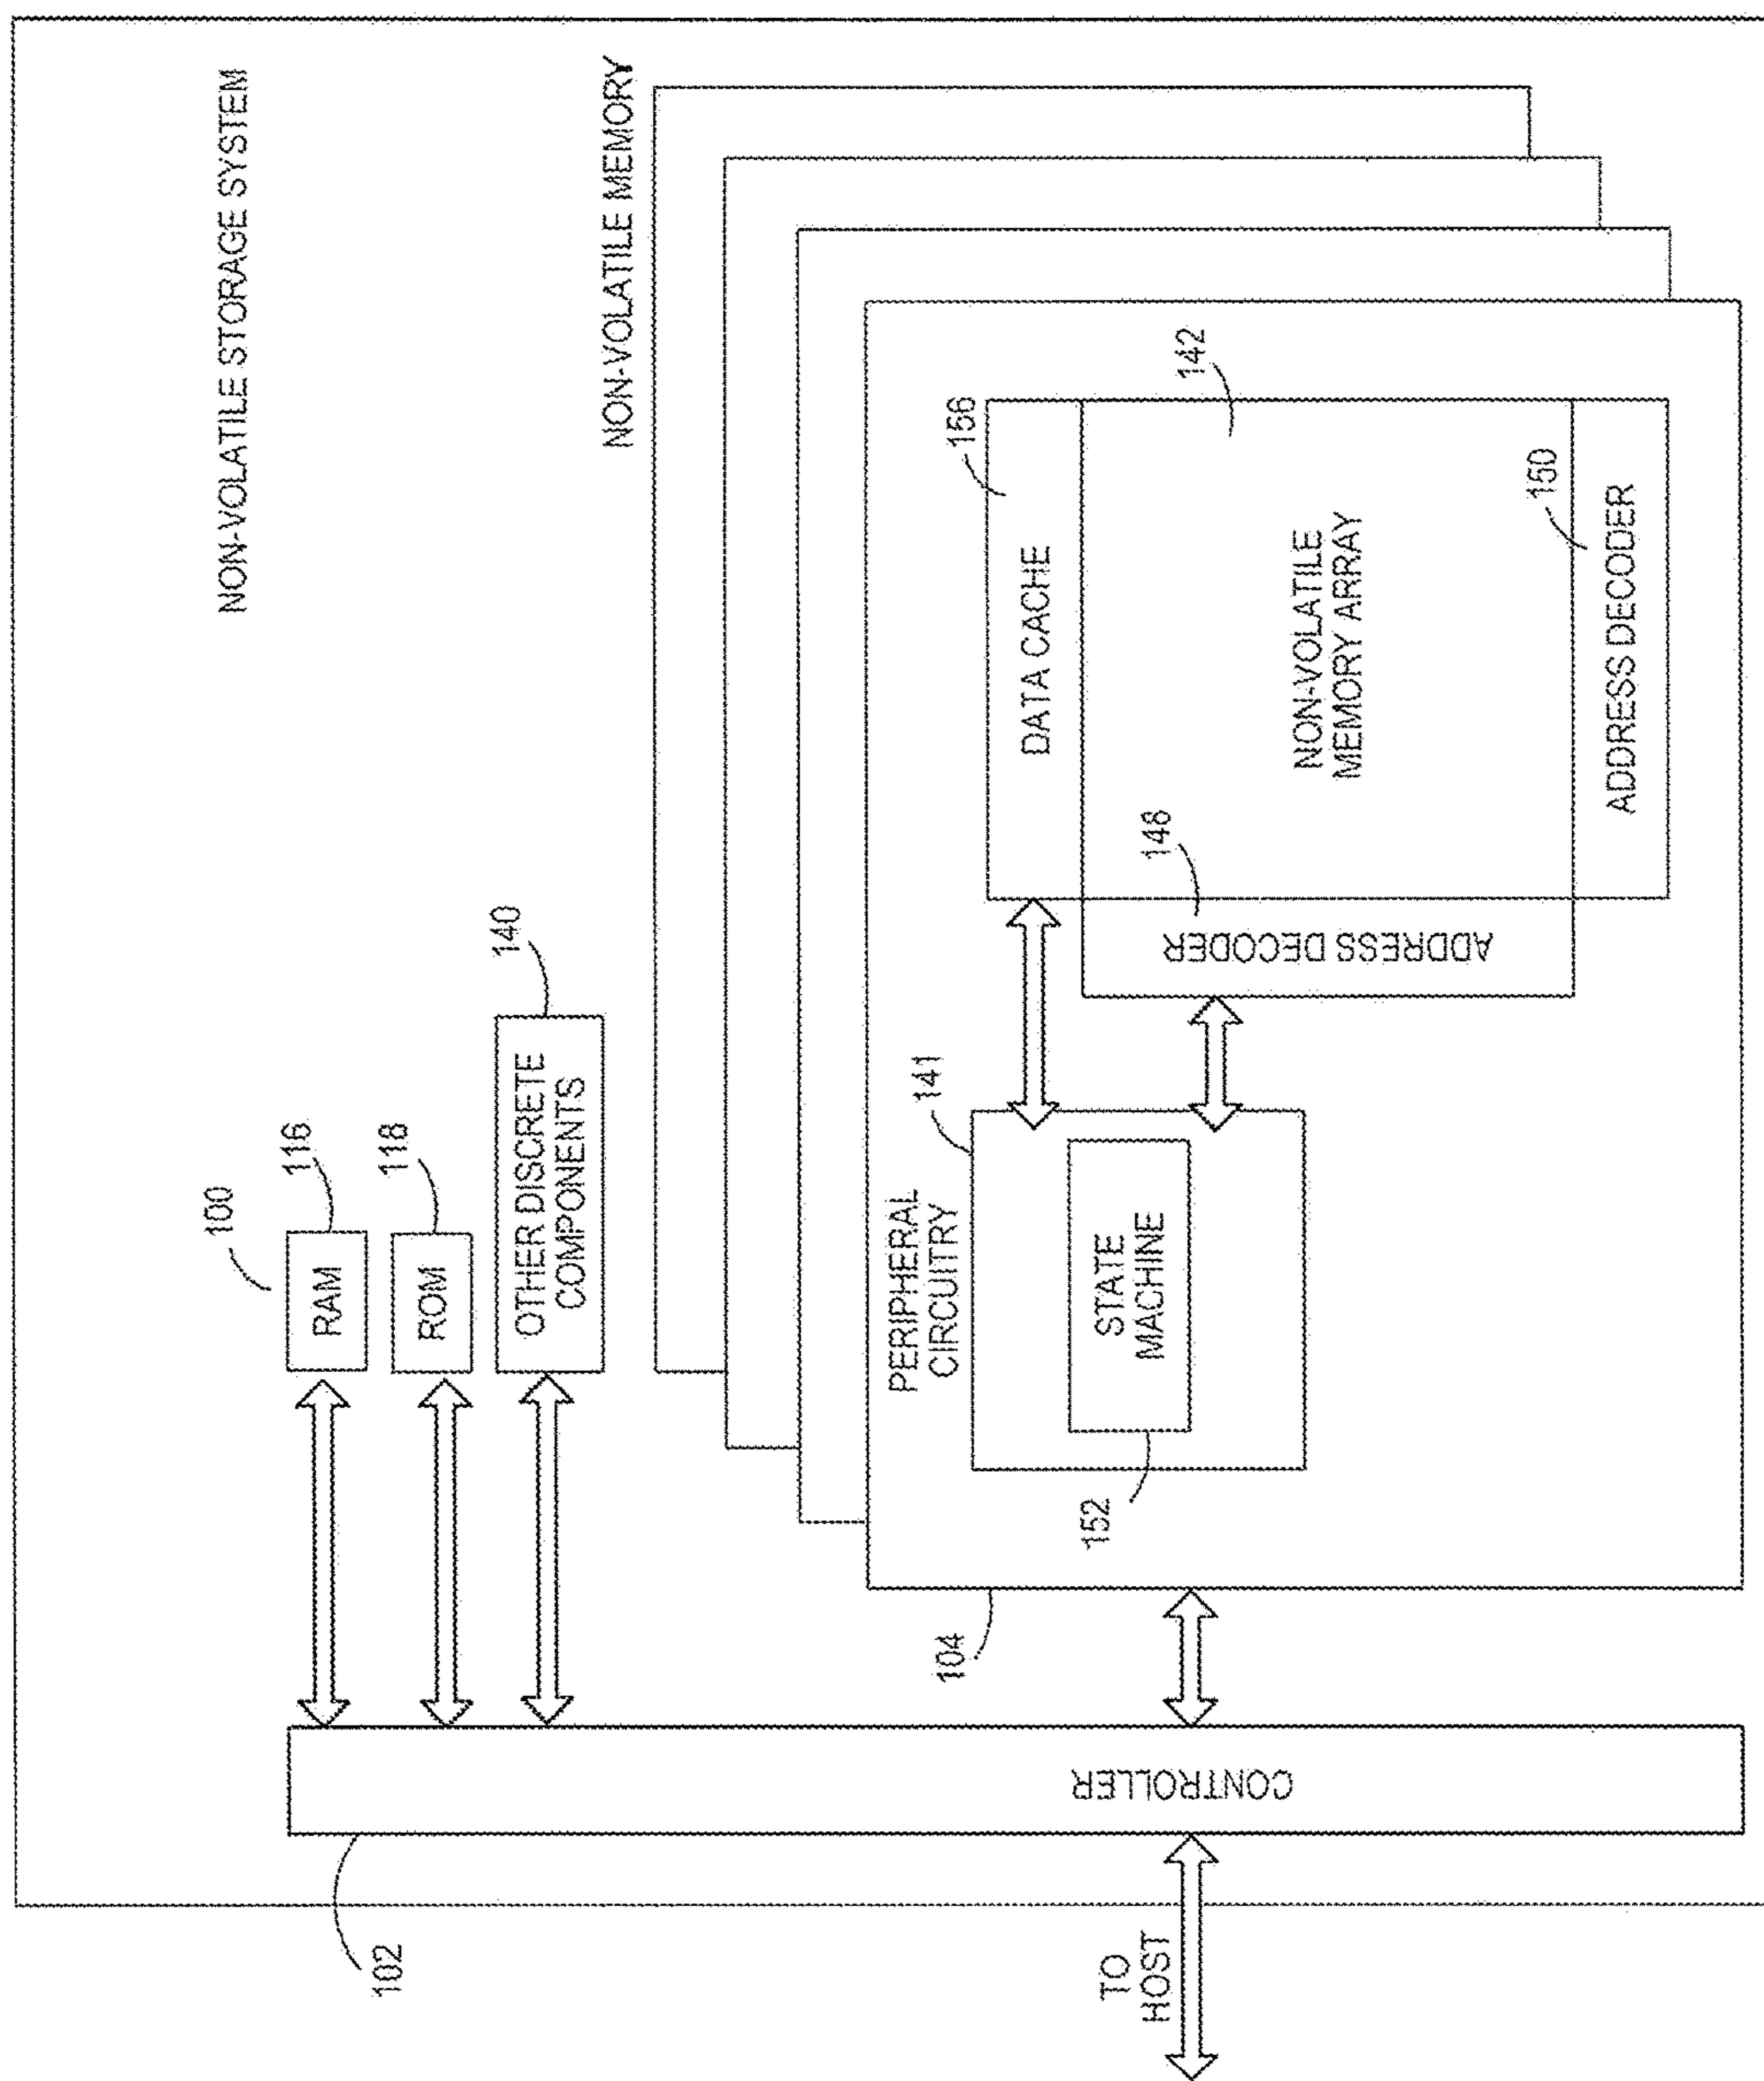 NON-VOLATILE STORAGE SYSTEM
100
RAM
116
ROM
118
OTHER DISCRETE
COMPONENTS
140
NON-VOLATILE MEMORY
102
CONTROLLER
TO
HOST
104
PERIPHERAL
CIRCUITRY
141
STATE
MACHINE
152
DATA CACHE
156
ADDRESS DECODER
148
NON-VOLATILE
MEMORY ARRAY
142
ADDRESS DECODER
150